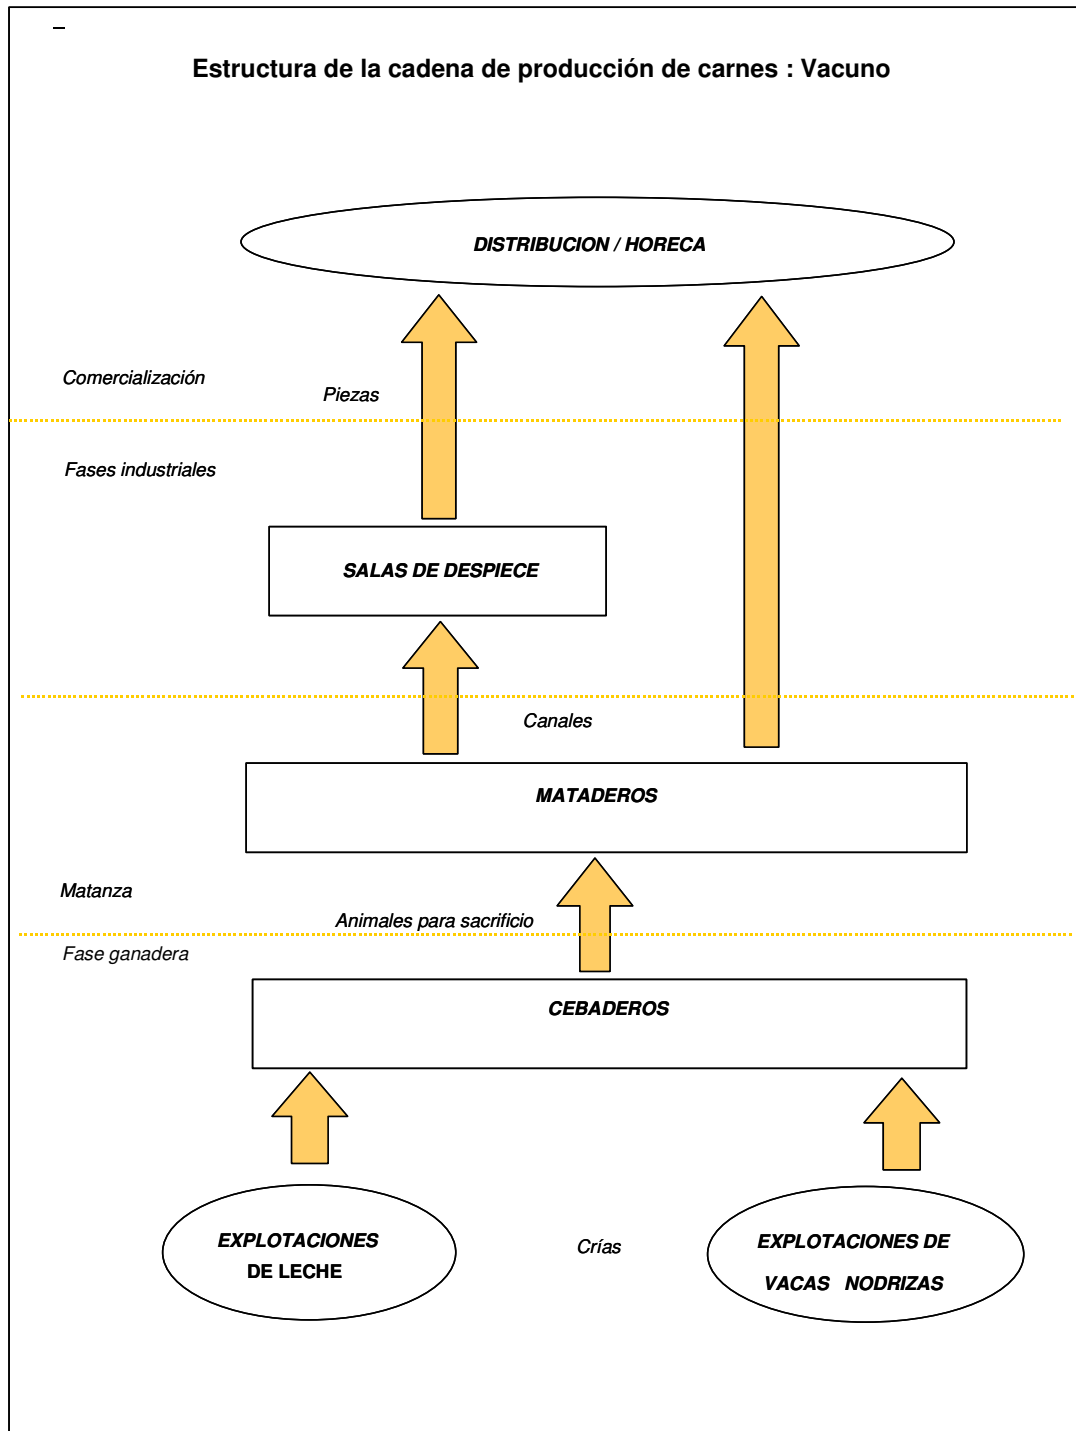 Estructura de la cadena de producción de carnes : Vacuno
DISTRIBUCION / HORECA
Comercialización
Piezas
Fases industriales
SALAS DE DESPIECE
Canales
MATADEROS
Matanza
Animales para sacrificio
Fase ganadera
CEBADEROS
EXPLOTACIONES
DE LECHE
Crías
EXPLOTACIONES DE
VACAS NODRIZAS